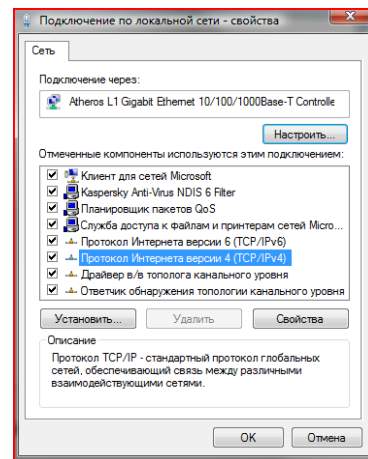 Подключение по локальной сети - свойства
Сеть
Подключение через:
Atheros L1 Gigabit Ethernet 10/100/1000Base-T Controlle
Настроить...
Отмеченные компоненты используются этим подключением:
Клиент для сетей Microsoft
Kaspersky Anti-Virus NDIS 6 Filter
Планировщик пакетов QoS
Служба доступа к файлам и принтерам сетей Micro...
Протокол Интернета версии 6 (TCP/IPv6)
Протокол Интернета версии 4 (TCP/IPv4)
Драйвер в/в тополога канального уровня
Ответчик обнаружения топологии канального уровня
Установить... Удалить Свойства
Описание
Протокол TCP/IP - стандартный протокол глобальных
сетей, обеспечивающий связь между различными
взаимодействующими сетями.
OK Отмена